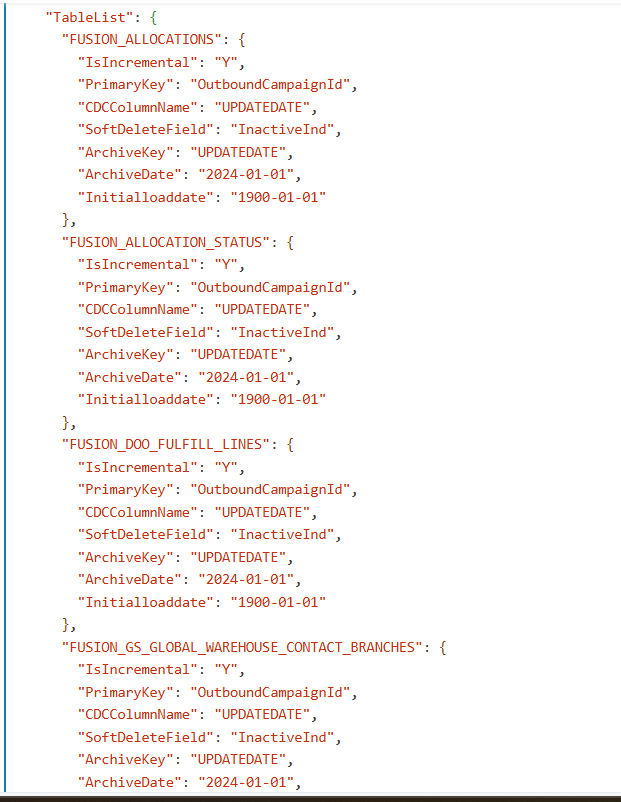 "TableList": {
"FUSION_ALLOCATIONS": {
"IsIncremental": "Y",
"PrimaryKey": "OutboundCampaignId",
"CDCColumnName": "UPDATEDATE",
"SoftDeleteField": "InactiveInd",
"ArchiveKey": "UPDATEDATE",
"ArchiveDate": "2024-01-01",
"Initialloaddate": "1900-01-01"
},
"FUSION_ALLOCATION_STATUS": {
"IsIncremental": "Y",
"PrimaryKey": "OutboundCampaignId",
"CDCColumnName": "UPDATEDATE",
"SoftDeleteField": "InactiveInd",
"ArchiveKey": "UPDATEDATE",
"ArchiveDate": "2024-01-01",
"Initialloaddate": "1900-01-01"
},
"FUSION_DOO_FULFILL_LINES": {
"IsIncremental": "Y",
"PrimaryKey": "OutboundCampaignId",
"CDCColumnName": "UPDATEDATE",
"SoftDeleteField": "InactiveInd",
"ArchiveKey": "UPDATEDATE",
"ArchiveDate": "2024-01-01",
"Initialloaddate": "1900-01-01"
},
"FUSION_GS_GLOBAL_WAREHOUSE_CONTACT_BRANCHES": {
"IsIncremental": "Y",
"PrimaryKey": "OutboundCampaignId",
"CDCColumnName": "UPDATEDATE",
"SoftDeleteField": "InactiveInd",
"ArchiveKey": "UPDATEDATE",
"ArchiveDate": "2024-01-01",